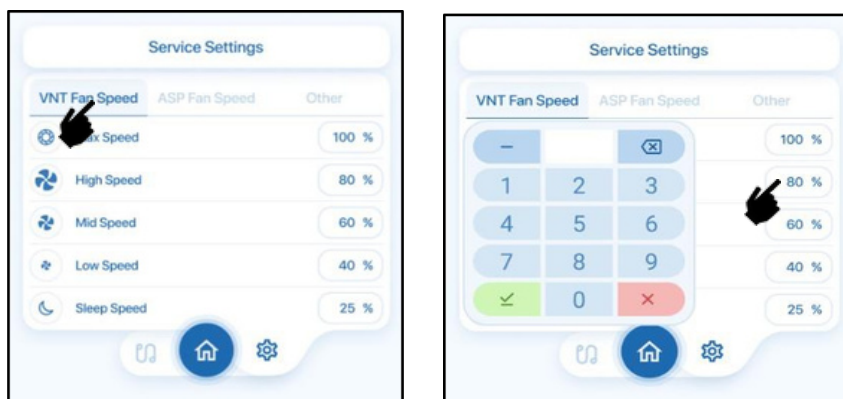 Service Settings
VNT Fan Speed ASP Fan Speed Other
Speed 100 %
High Speed 80 %
Mid Speed 60 %
Low Speed 40 %
Sleep Speed 25 %
Service Settings
VNT Fan Speed ASP Fan Speed Other
− 100 %
1 2 3 80 %
4 5 6 60 %
7 8 9 40 %
0 25 %